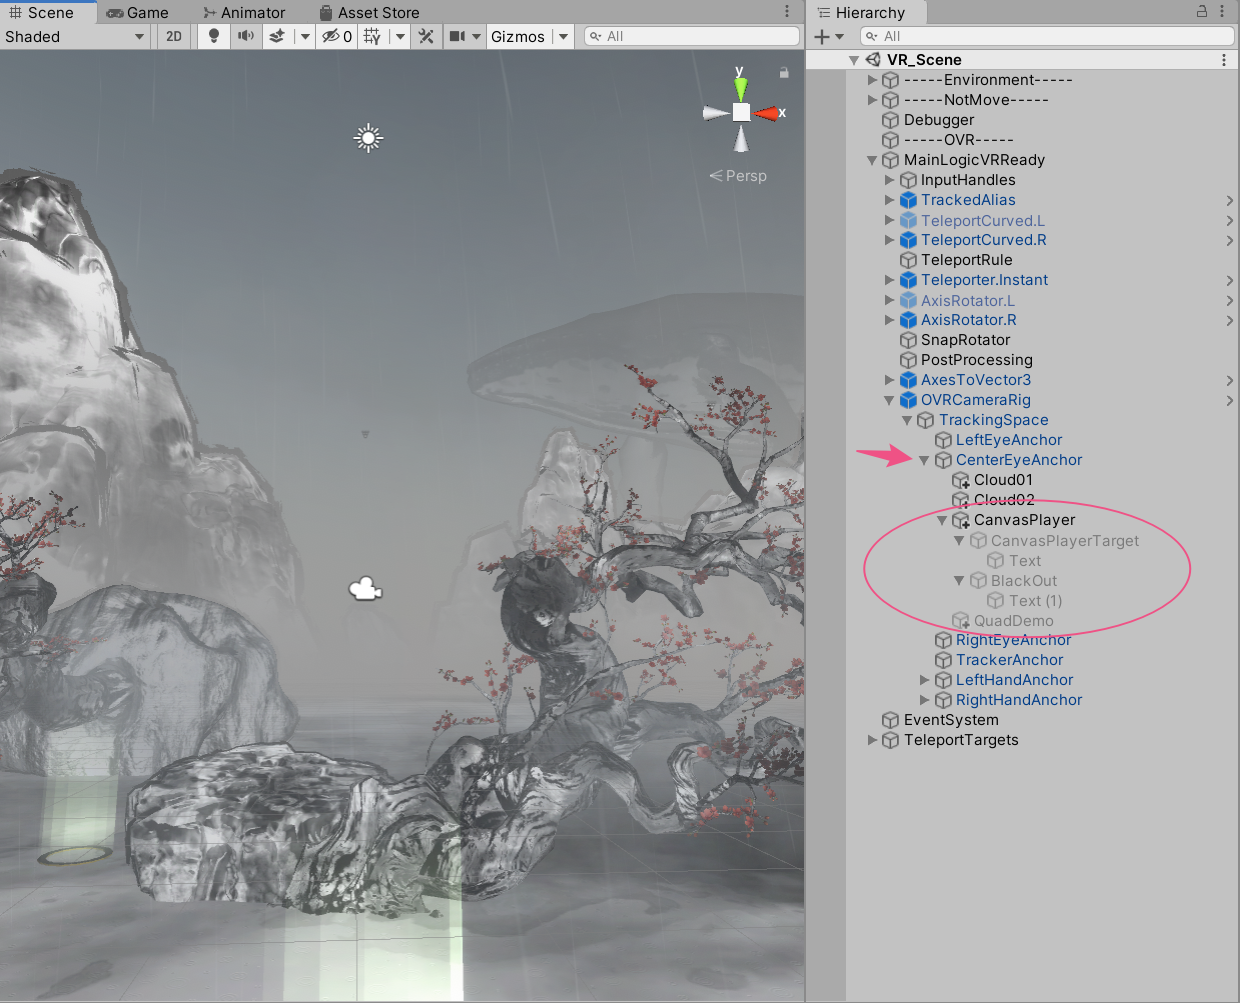 Scene
Game
Animator
Asset Store
Shaded
2D
0
Gizmos
All
y
x
Persp
Hierarchy
All
VR_Scene
-----Environment-----
-----NotMove-----
Debugger
-----OVR-----
MainLogicVRReady
InputHandles
TrackedAlias
TeleportCurved.L
TeleportCurved.R
TeleportRule
Teleporter.Instant
AxisRotator.L
AxisRotator.R
SnapRotator
PostProcessing
AxesToVector3
OVRCameraRig
TrackingSpace
LeftEyeAnchor
CenterEyeAnchor
Cloud01
Cloud02
CanvasPlayer
CanvasPlayerTarget
Text
BlackOut
Text (1)
QuadDemo
RightEyeAnchor
TrackerAnchor
LeftHandAnchor
RightHandAnchor
EventSystem
TeleportTargets